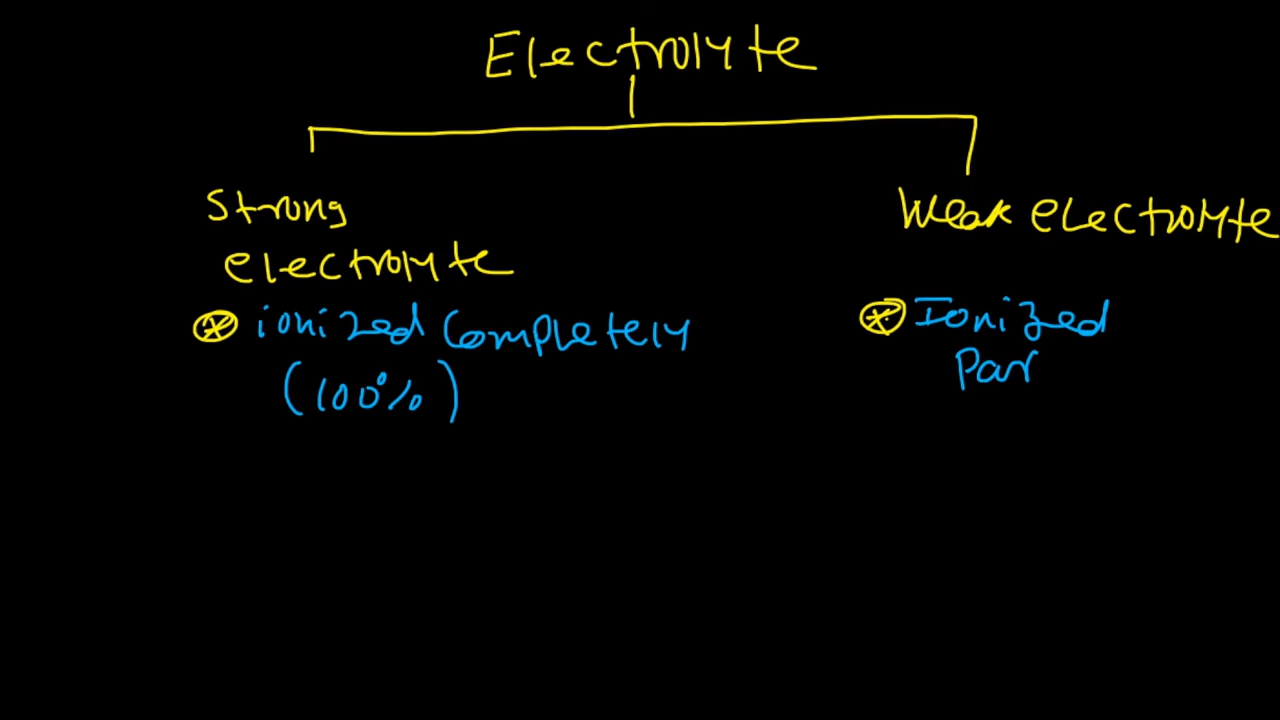 Electrolyte
Strong
electrolyte
ionized completely
(100%)
Weak electrolyte
Ionized
Par